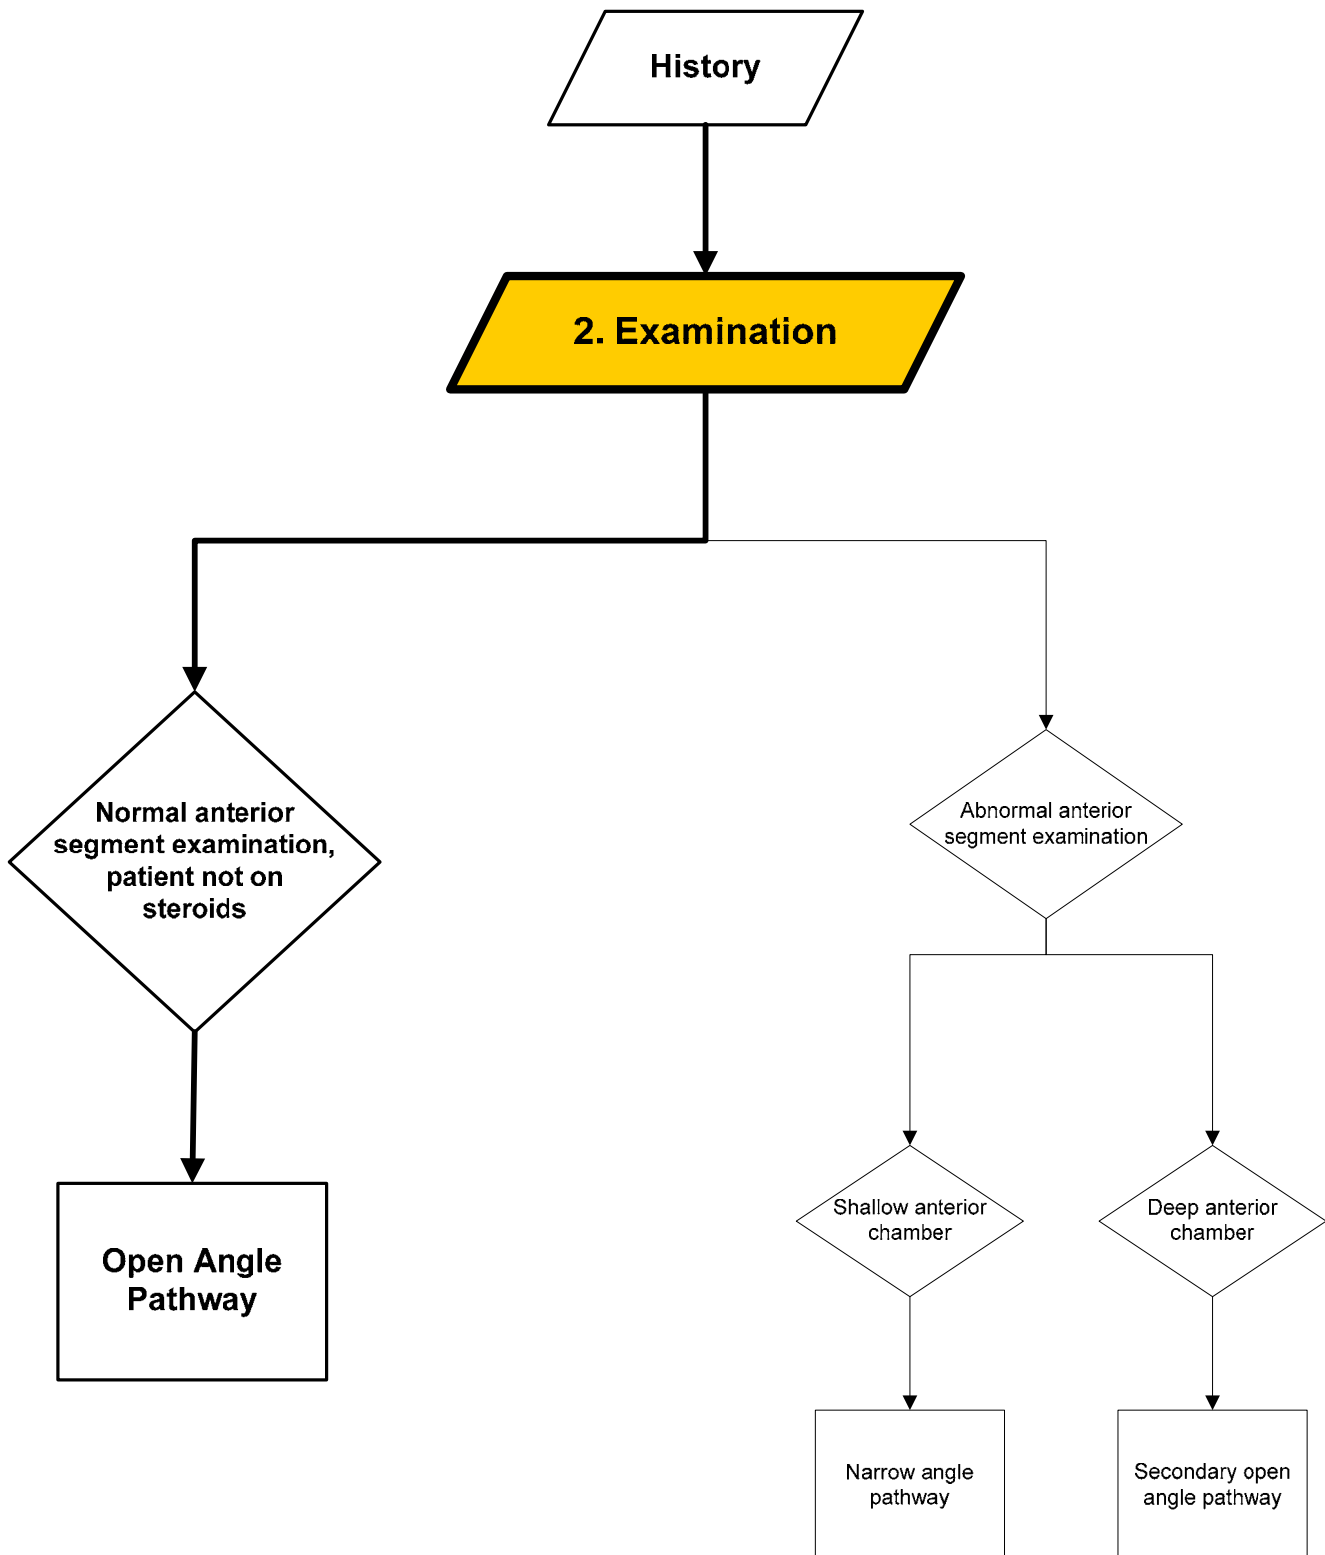 History
2. Examination
Normal anterior
segment examination,
patient not on
steroids
Abnormal anterior
segment examination
Open Angle
Pathway
Shallow anterior
chamber
Deep anterior
chamber
Narrow angle
pathway
Secondary open
angle pathway